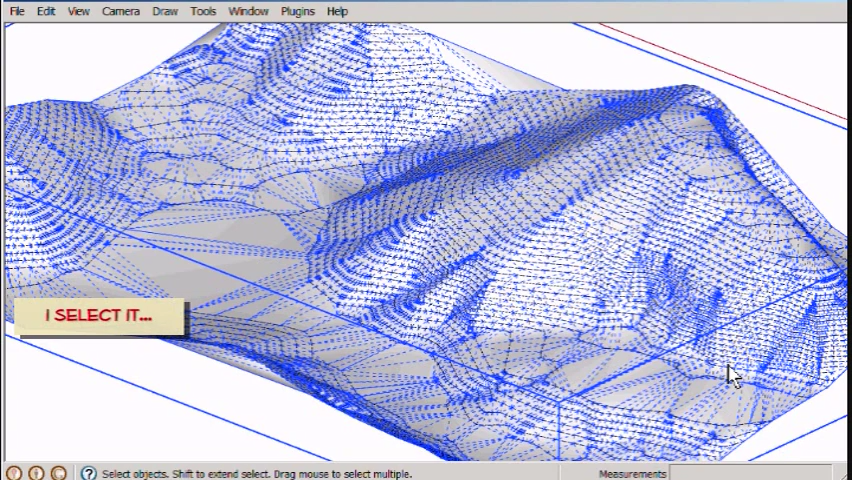 File Edit View Camera Draw Tools Window Plugins Help
I SELECT IT...
Select objects. Shift to extend select. Drag mouse to select multiple.
Measurements